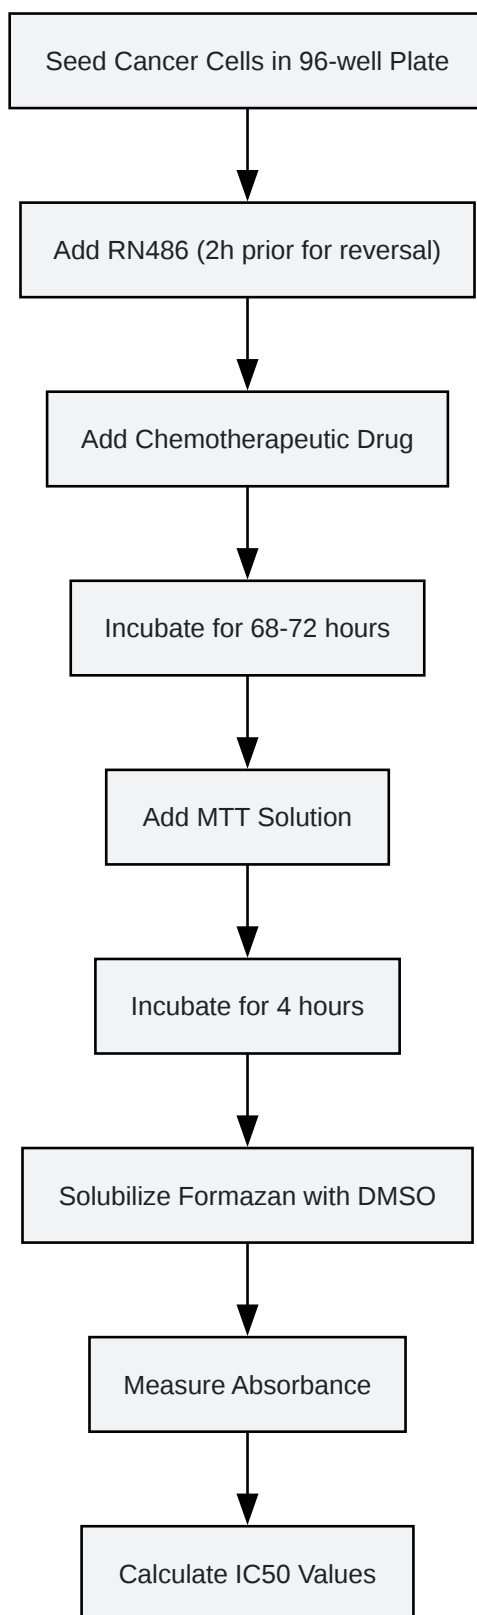 Seed Cancer Cells in 96-well Plate
Add RN486 (2h prior for reversal)
Add Chemotherapeutic Drug
Incubate for 68-72 hours
Add MTT Solution
Incubate for 4 hours
Solubilize Formazan with DMSO
Measure Absorbance
Calculate IC50 Values